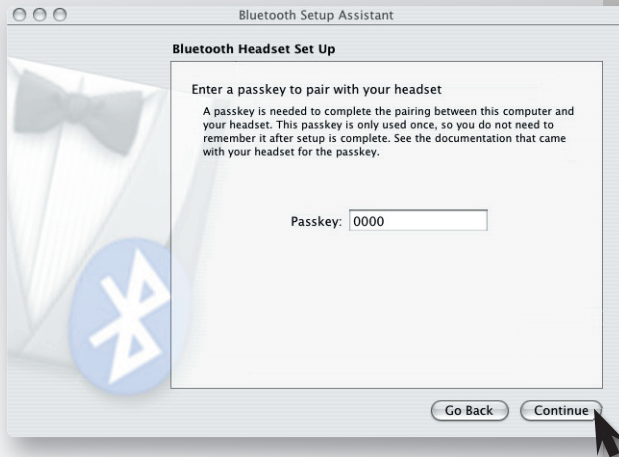 Bluetooth Setup Assistant
Bluetooth Headset Set Up
Enter a passkey to pair with your headset
A passkey is needed to complete the pairing between this computer and
your headset. This passkey is only used once, so you do not need to
remember it after setup is complete. See the documentation that came
with your headset for the passkey.
Passkey: 0000
Go Back Continue